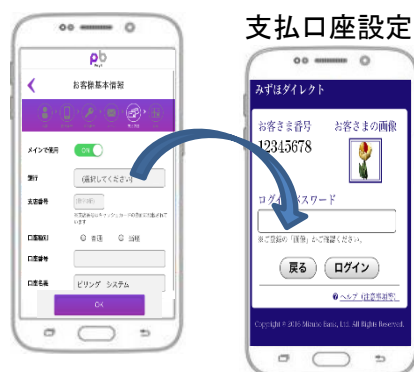 支払口座設定
pb
お客様基本情報
メインで使用
ON
銀行
(選択してください)
支店番号
口座種別
普通
当座
口座番号
口座名義
ビリング システム
OK
みずほダイレクト
お客さま番号
お客さまの画像
12345678
ログインパスワード
※ご登録の「画像」かご確認ください。
戻る
ログイン
ヘルプ (注意事項等)
Copyright © 2016 Mizuho Bank, Ltd. All Rights Reserved.